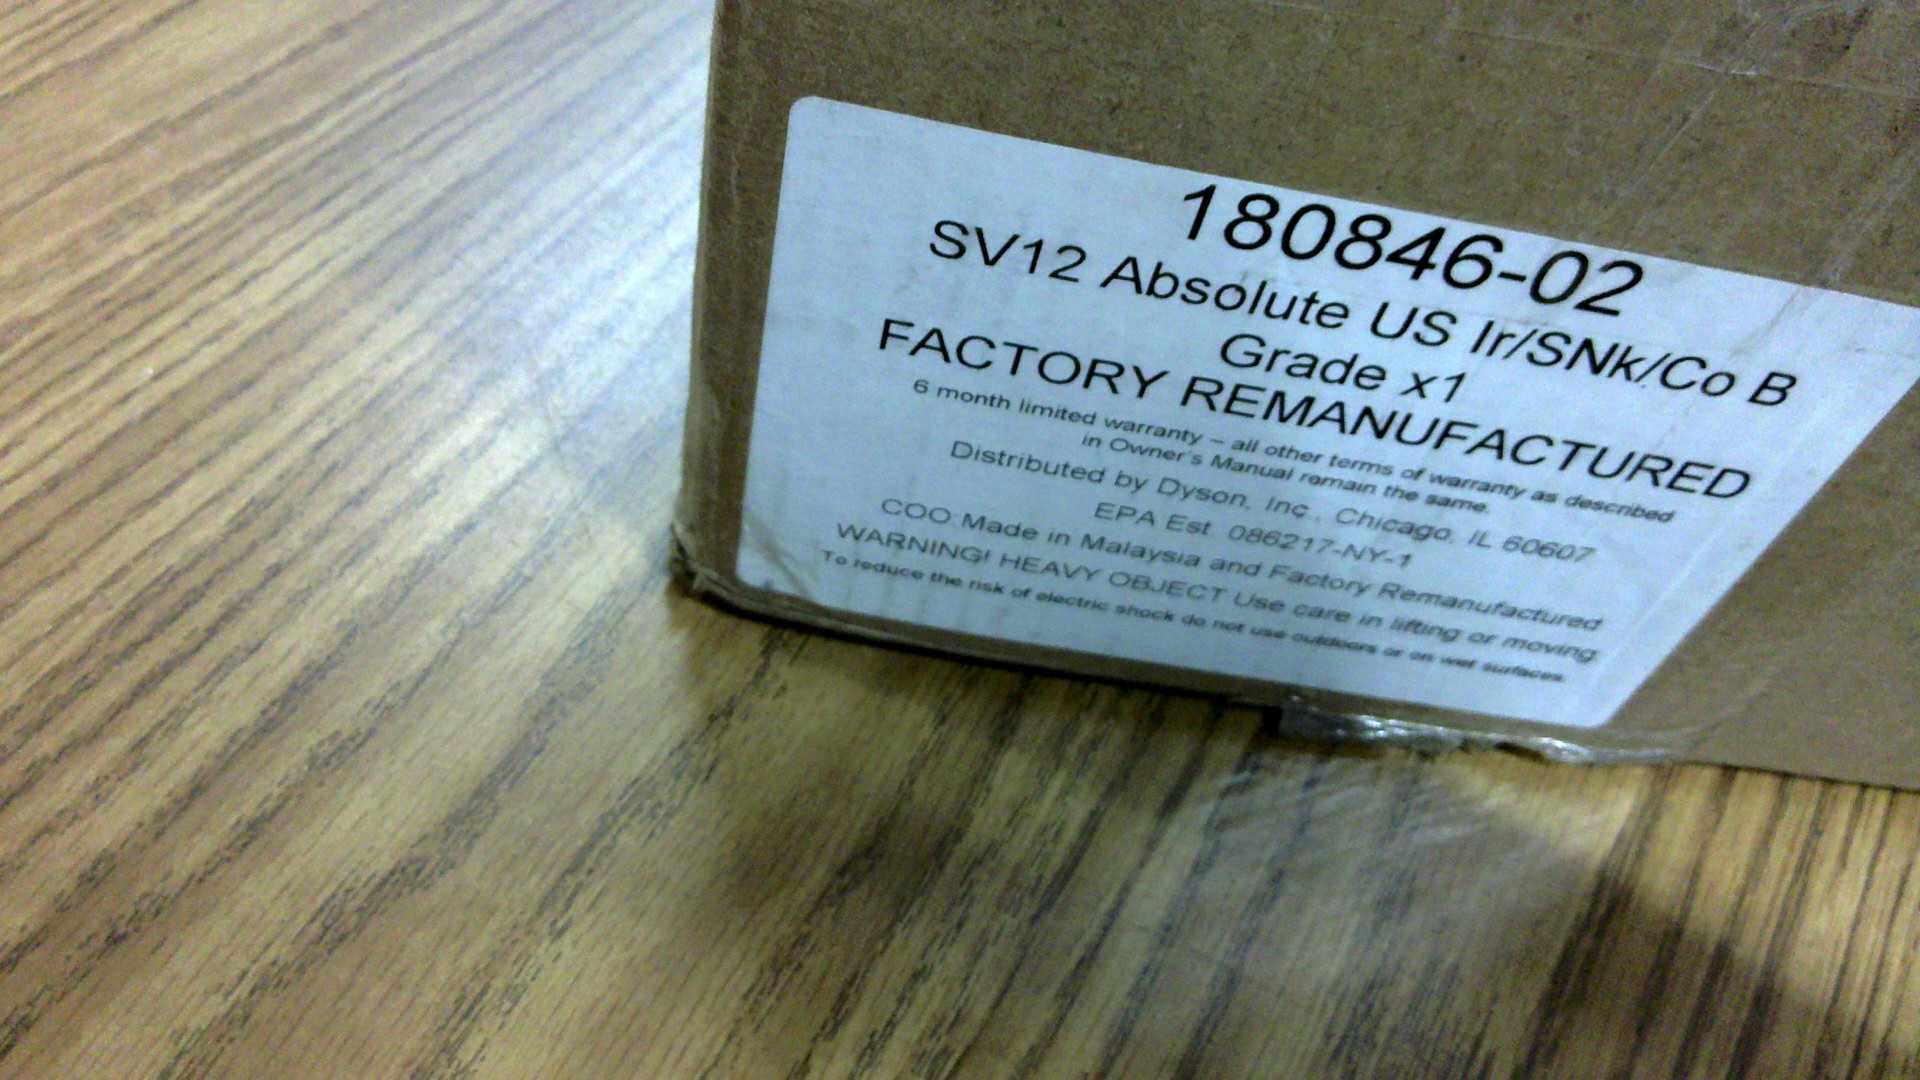 180846-02
SV12 Absolute US Ir/SNk/Co B
Grade x1
FACTORY REMANUFACTURED
6 month limited warranty – all other terms of warranty as described
in Owner's Manual remain the same.
Distributed by Dyson, Inc., Chicago, IL 60607
EPA Est. 086217-NY-1
COO:Made in Malaysia and Factory Remanufactured
WARNING! HEAVY OBJECT Use care in lifting or moving.
To reduce the risk of electric shock do not use outdoors or on wet surfaces.